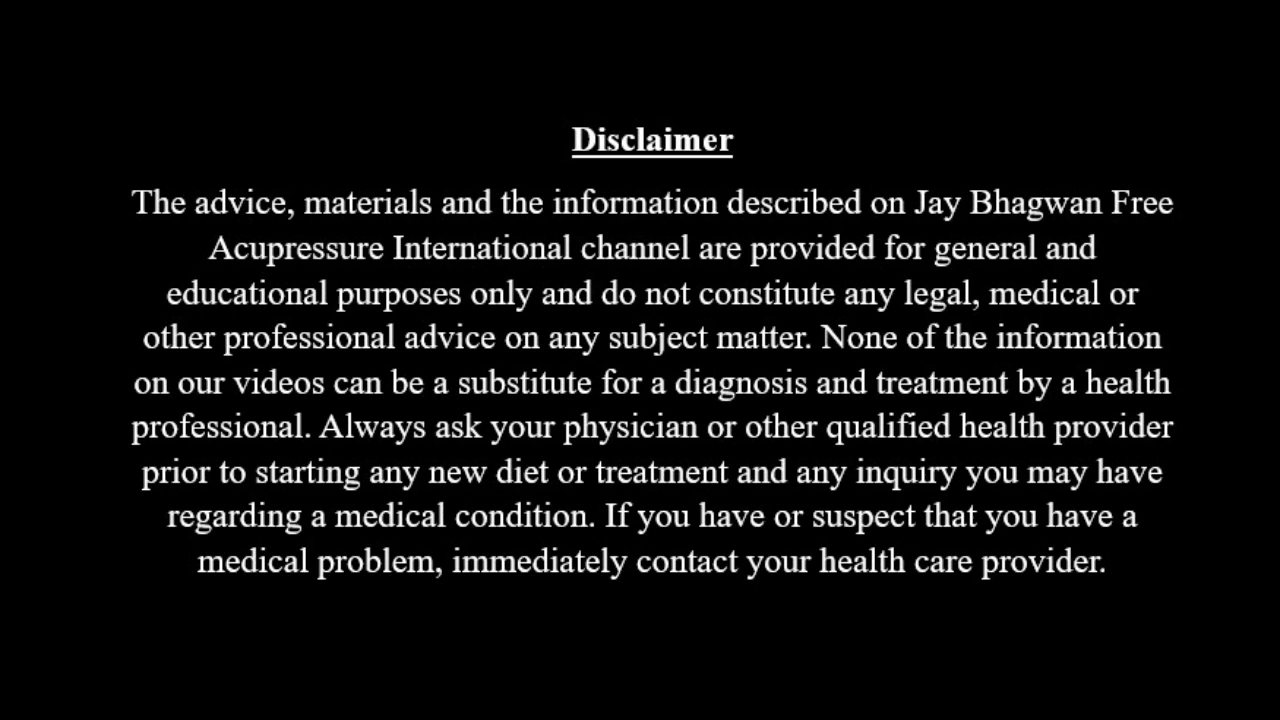 Disclaimer
The advice, materials and the information described on Jay Bhagwan Free
Acupressure International channel are provided for general and
educational purposes only and do not constitute any legal, medical or
other professional advice on any subject matter. None of the information
on our videos can be a substitute for a diagnosis and treatment by a health
professional. Always ask your physician or other qualified health provider
prior to starting any new diet or treatment and any inquiry you may have
regarding a medical condition. If you have or suspect that you have a
medical problem, immediately contact your health care provider.